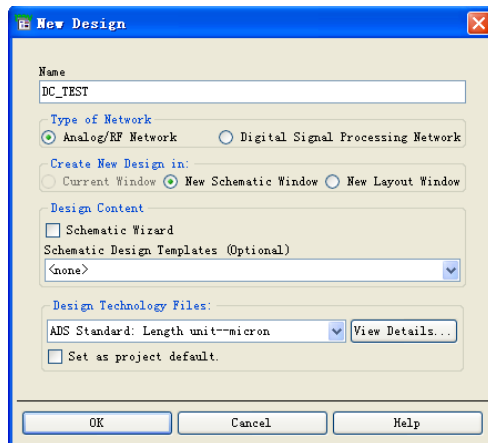 New Design
Name
DC_TEST
Type of Network
Analog/RF Network Digital Signal Processing Network
Create New Design in:
Current Window New Schematic Window New Layout Window
Design Content
Schematic Wizard
Schematic Design Templates (Optional)
<none>
Design Technology Files:
ADS Standard: Length unit--micron View Details...
Set as project default.
OK Cancel Help